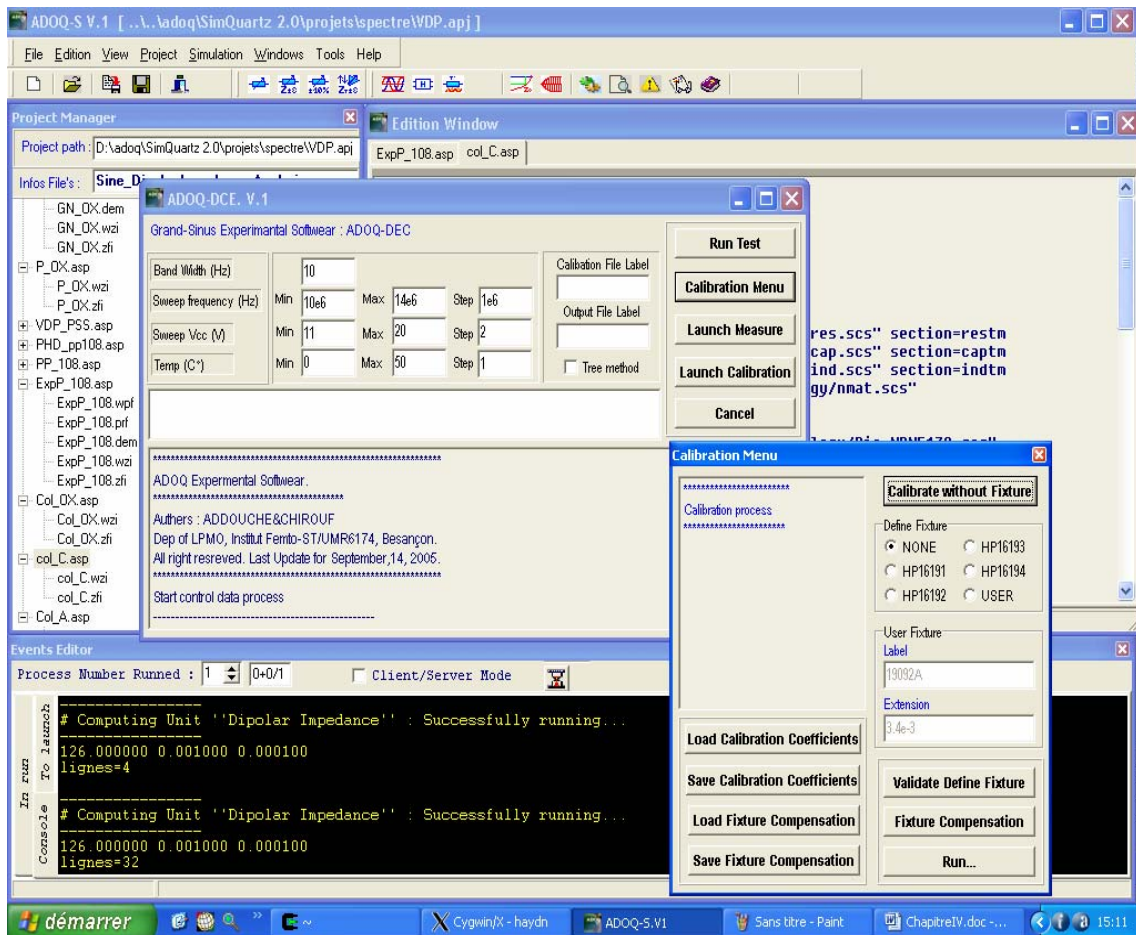 ADOQ-S V.1 [ ..\..\adoq\SimQuartz 2.0\projets\spectre\VDP.apj ]
File Edition View Project Simulation Windows Tools Help
Project Manager
Project path : D:\adoq\SimQuartz 2.0\projets\spectre\VDP.apj
Infos File's :
GN_OX.dem
GN_OX.wzi
GN_OX.zfi
P_OX.asp
P_OX.wzi
P_OX.zfi
VDP_PSS.asp
PHD_pp108.asp
PP_108.asp
ExpP_108.asp
ExpP_108.wpf
ExpP_108.prf
ExpP_108.dem
ExpP_108.wzi
ExpP_108.zfi
Col_OX.asp
Col_OX.wzi
Col_OX.zfi
col_C.asp
col_C.wzi
col_C.zfi
Col_A.asp
Edition Window
ExpP_108.asp col_C.asp
res.scs" section=restm
cap.scs" section=captm
ind.scs" section=indtm
gy/nmat.scs"
ADOQ-DCE. V.1
Grand-Sinus Experimantal Softwear : ADOQ-DEC
Band Width (Hz) 10
Sweep frequency (Hz) Min 10e6 Max 14e6 Step 1e6
Sweep Vcc (V) Min 11 Max 20 Step 2
Temp (C°) Min 0 Max 50 Step 1
Calibation File Label
Output File Label
Tree method
Run Test
Calibration Menu
Launch Measure
Launch Calibration
Cancel
****************************************************************
ADOQ Expermental Softwear.
******************************************
Authers : ADDOUCHE&CHIROUF
Dep of LPMO, Institut Femto-ST/UMR6174, Besançon.
All right resreved. Last Update for September,14, 2005.
****************************************************************
Start control data process
-------------------------------------------------------
Calibration Menu
************************
Calibration process
***********************
Calibrate without Fixture
Define Fixture
NONE HP16193
HP16191 HP16194
HP16192 USER
User Fixture
Label
19092A
Extension
3.4e-3
Load Calibration Coefficients
Save Calibration Coefficients
Load Fixture Compensation
Save Fixture Compensation
Validate Define Fixture
Fixture Compensation
Run...
Events Editor
Process Number Runned : 1 0+0/1 Client/Server Mode
In run
To launch
Console
------------------
# Computing Unit ''Dipolar Impedance'' : Successfully running...
------------------
126.000000 0.001000 0.000100
lignes=4
------------------
# Computing Unit ''Dipolar Impedance'' : Successfully running...
------------------
126.000000 0.001000 0.000100
lignes=32
démarrer » ~ Cygwin/X - haydn ADOQ-S.V1 Sans titre - Paint ChapitreIV.doc -... 15:11